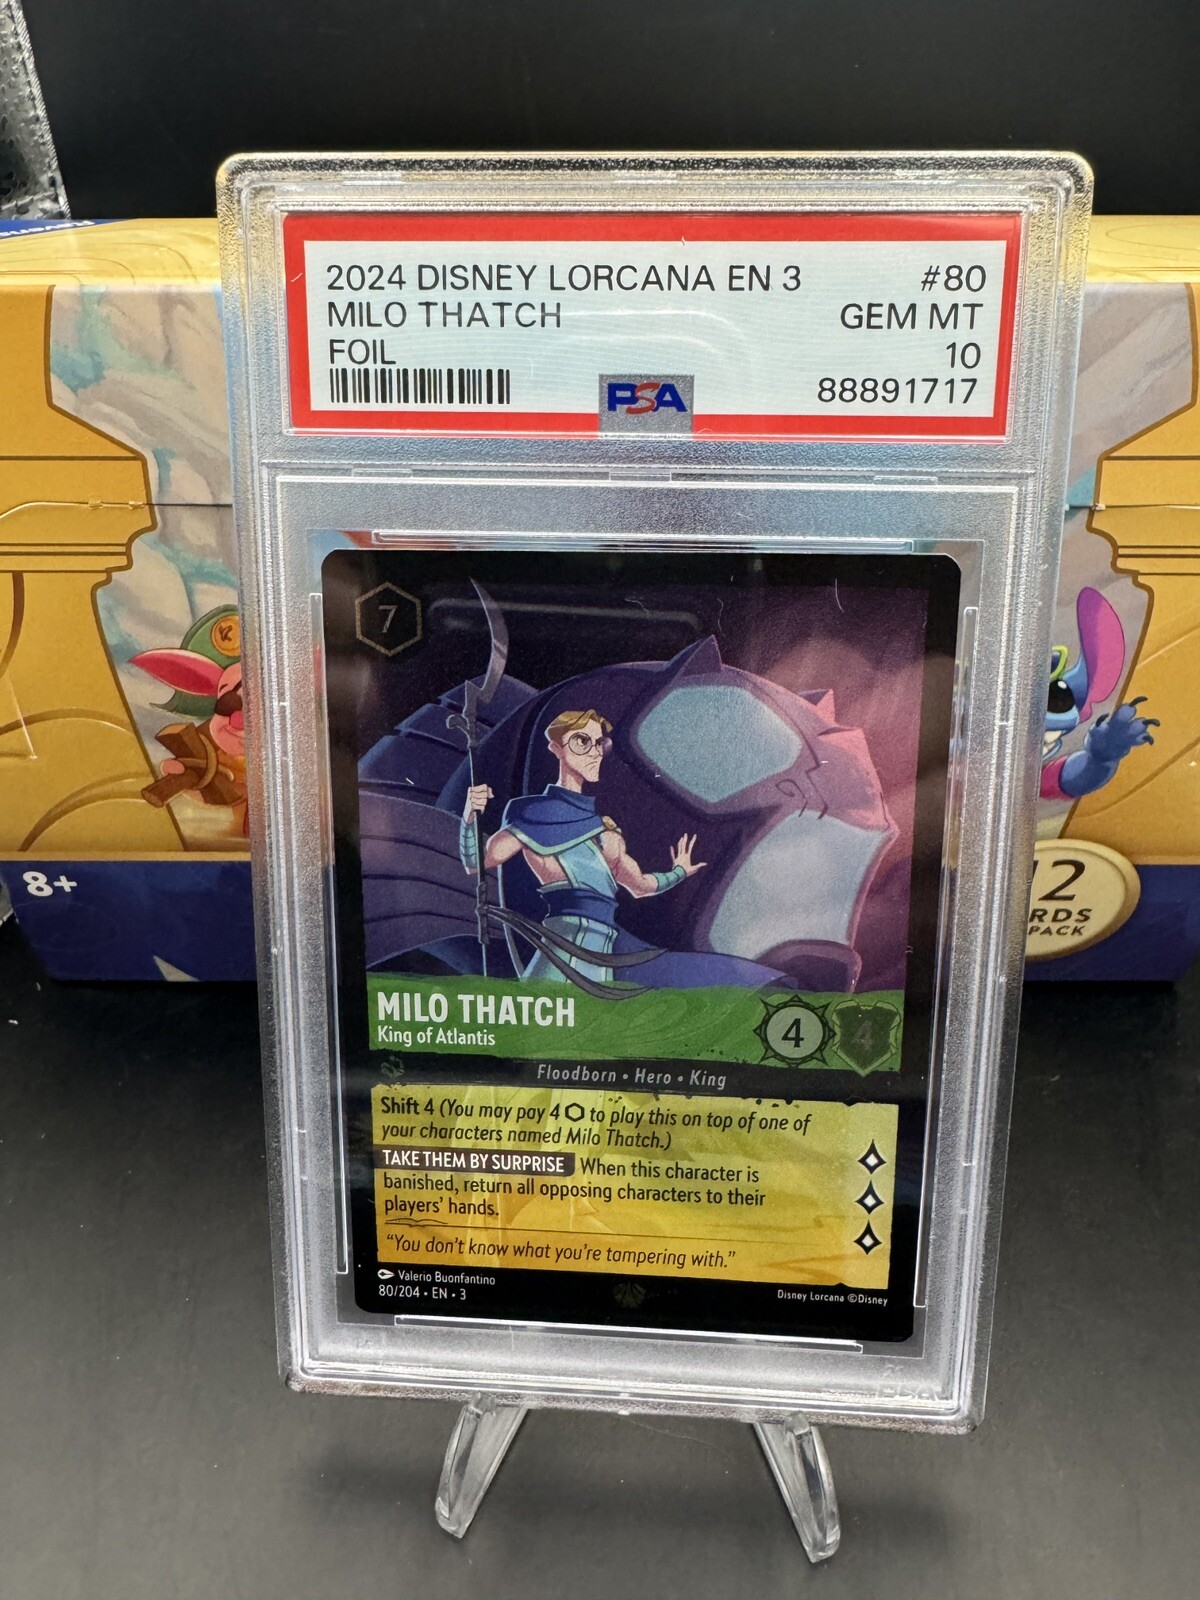 2024 DISNEY LORCANA EN 3 #80
MILO THATCH GEM MT
FOIL 10
PSA 88891717
7
8+
RDS
PACK
MILO THATCH
King of Atlantis
4 4
Floodborn • Hero • King
Shift 4 (You may pay 4 ⬡ to play this on top of one of
your characters named Milo Thatch.)
TAKE THEM BY SURPRISE When this character is
banished, return all opposing characters to their
players' hands.
"You don't know what you're tampering with."
Valerio Buonfantino
80/204 • EN • 3
Disney Lorcana ©Disney